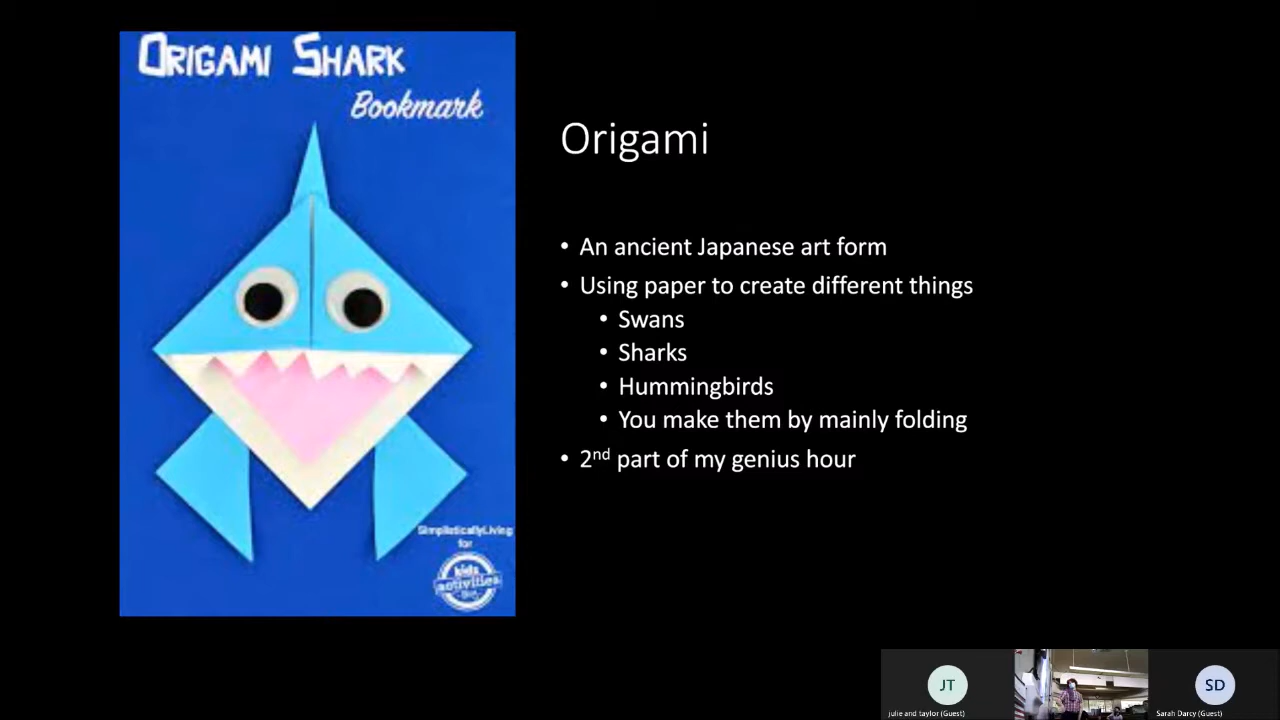 ORIGAMI SHARK
Bookmark
SimplisticallyLiving
for
kids
activities
Origami
• An ancient Japanese art form
• Using paper to create different things
• Swans
• Sharks
• Hummingbirds
• You make them by mainly folding
• 2nd part of my genius hour
JT
julie and taylor (Guest)
SD
Sarah Darcy (Guest)